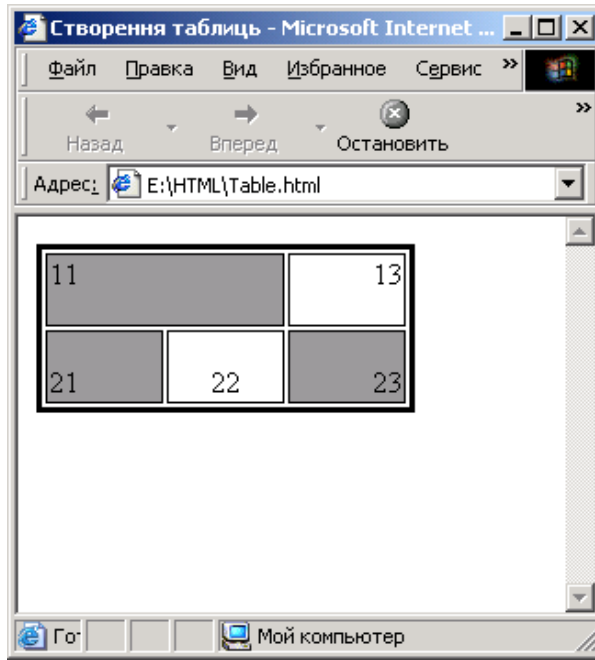 Створення таблиць - Microsoft Internet ...
Файл Правка Вид Избранное Сервис »
Назад Вперед Остановить »
Адрес: E:\HTML\Table.html
11 13
21 22 23
Гот Мой компьютер